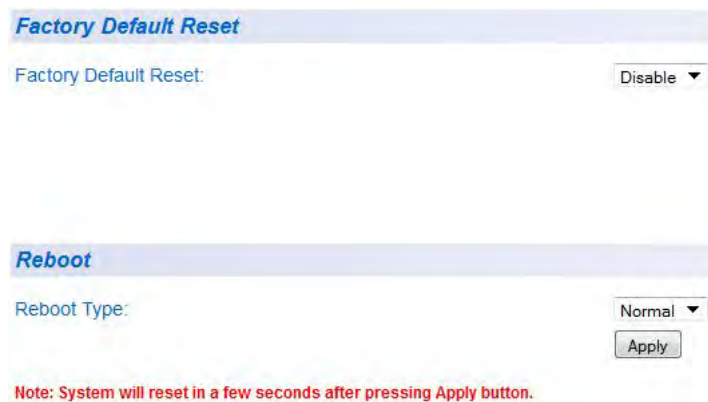 Factory Default Reset
Factory Default Reset: Disable
Reboot
Reboot Type: Normal
Apply
Note: System will reset in a few seconds after pressing Apply button.